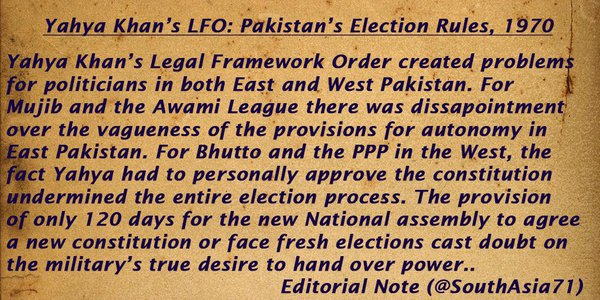 Yahya Khan's LFO: Pakistan's Election Rules, 1970
Yahya Khan's Legal Framework Order created problems
for politicians in both East and West Pakistan. For
Mujib and the Awami League there was dissapointment
over the vagueness of the provisions for autonomy in
East Pakistan. For Bhutto and the PPP in the West, the
fact Yahya had to personally approve the constitution
undermined the entire election process. The provision
of only 120 days for the new National assembly to agree
a new constitution or face fresh elections cast doubt on
the military's true desire to hand over power..
Editorial Note (@SouthAsia71)